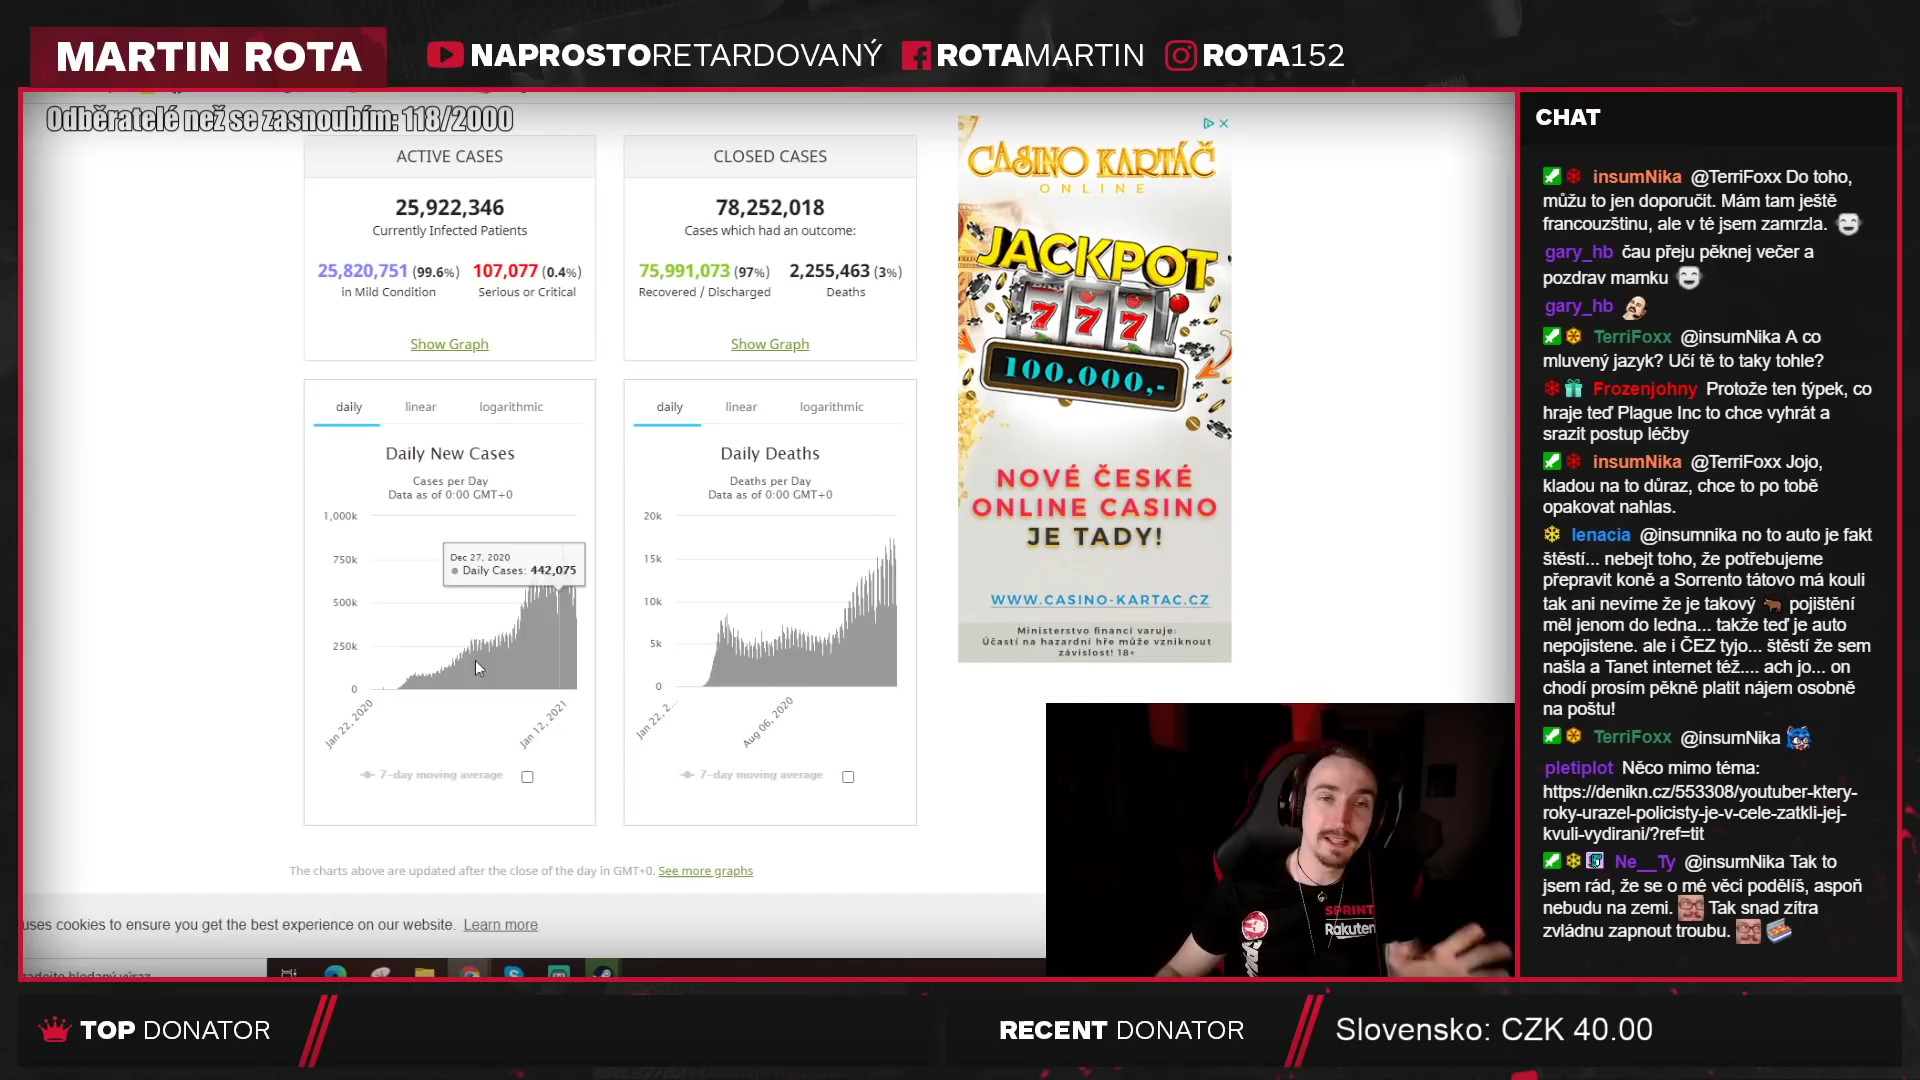 MARTIN ROTA
NAPROSTORETARDOVANÝ
ROTAMARTIN
ROTA152
Odběratelé než se zasnoubím: 118/2000
ACTIVE CASES
25,922,346
Currently Infected Patients
25,820,751 (99.6%)
in Mild Condition
107,077 (0.4%)
Serious or Critical
Show Graph
CLOSED CASES
78,252,018
Cases which had an outcome:
75,991,073 (97%)
Recovered / Discharged
2,255,463 (3%)
Deaths
Show Graph
daily linear logarithmic
Daily New Cases
Cases per Day
Data as of 0:00 GMT+0
1,000k
750k
500k
250k
0
Dec 27, 2020
Daily Cases: 442,075
Jan 22, 2020
Jan 12, 2021
7-day moving average
daily linear logarithmic
Daily Deaths
Deaths per Day
Data as of 0:00 GMT+0
20k
15k
10k
5k
0
Jan 22, 2...
Aug 06, 2020
7-day moving average
The charts above are updated after the close of the day in GMT+0. See more graphs
uses cookies to ensure you get the best experience on our website. Learn more
CASINO KARTÁČ
ONLINE
JACKPOT
777
100.000,-
NOVÉ ČESKÉ
ONLINE CASINO
JE TADY!
WWW.CASINO-KARTAC.CZ
Ministerstvo financí varuje:
Účastí na hazardní hře může vzniknout
závislost! 18+
SPRINT
Rakuten
CHAT
insumNika @TerriFoxx Do toho,
můžu to jen doporučit. Mám tam ještě
francouzštinu, ale v té jsem zamrzla.
gary_hb čau přeju pěknej večer a
pozdrav mamku
gary_hb
TerriFoxx @insumNika A co
mluvený jazyk? Učí tě to taky tohle?
Frozenjohny Protože ten týpek, co
hraje teď Plague Inc to chce vyhrát a
srazit postup léčby
insumNika @TerriFoxx Jojo,
kladou na to důraz, chce to po tobě
opakovat nahlas.
lenacia @insumnika no to auto je fakt
štěstí... nebejt toho, že potřebujeme
přepravit koně a Sorrento tátovo má kouli
tak ani nevíme že je takový pojištění
měl jenom do ledna... takže teď je auto
nepojistene. ale i ČEZ tyjo... štěstí že sem
našla a Tanet internet též.... ach jo... on
chodí prosím pěkně platit nájem osobně
na poštu!
TerriFoxx @insumNika
pletiplot Něco mimo téma:
https://denikn.cz/553308/youtuber-ktery-
roky-urazel-policisty-je-v-cele-zatkli-jej-
kvuli-vydirani/?ref=tit
Ne__Ty @insumNika Tak to
jsem rád, že se o mé věci podělíš, aspoň
nebudu na zemi. Tak snad zítra
zvládnu zapnout troubu.
TOP DONATOR
RECENT DONATOR
Slovensko: CZK 40.00